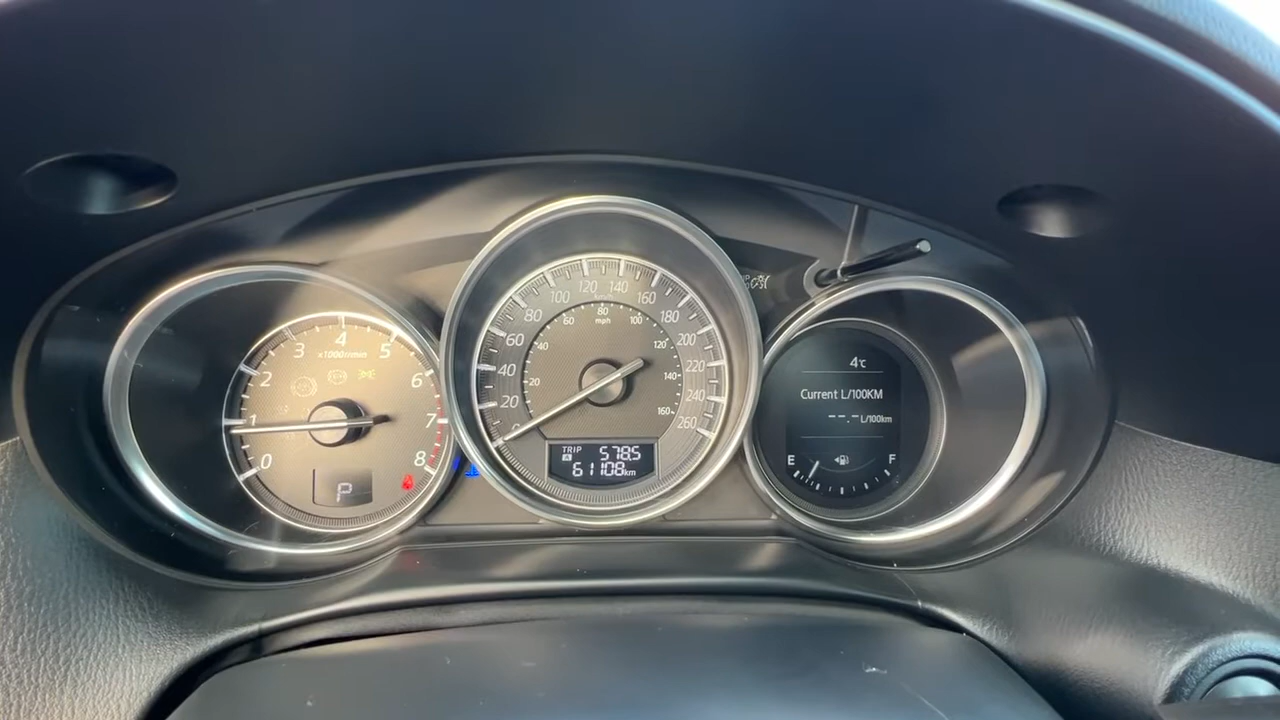 0 1 2 3 4 5 6 7 8
x1000r/min
P
0 20 40 60 80 100 120 140 160 180 200 220 240 260
km/h
20 40 60 80 100 120 140 160
mph
TRIP A 578.5
61108km
4℃
Current L/100KM
--.- L/100km
E F